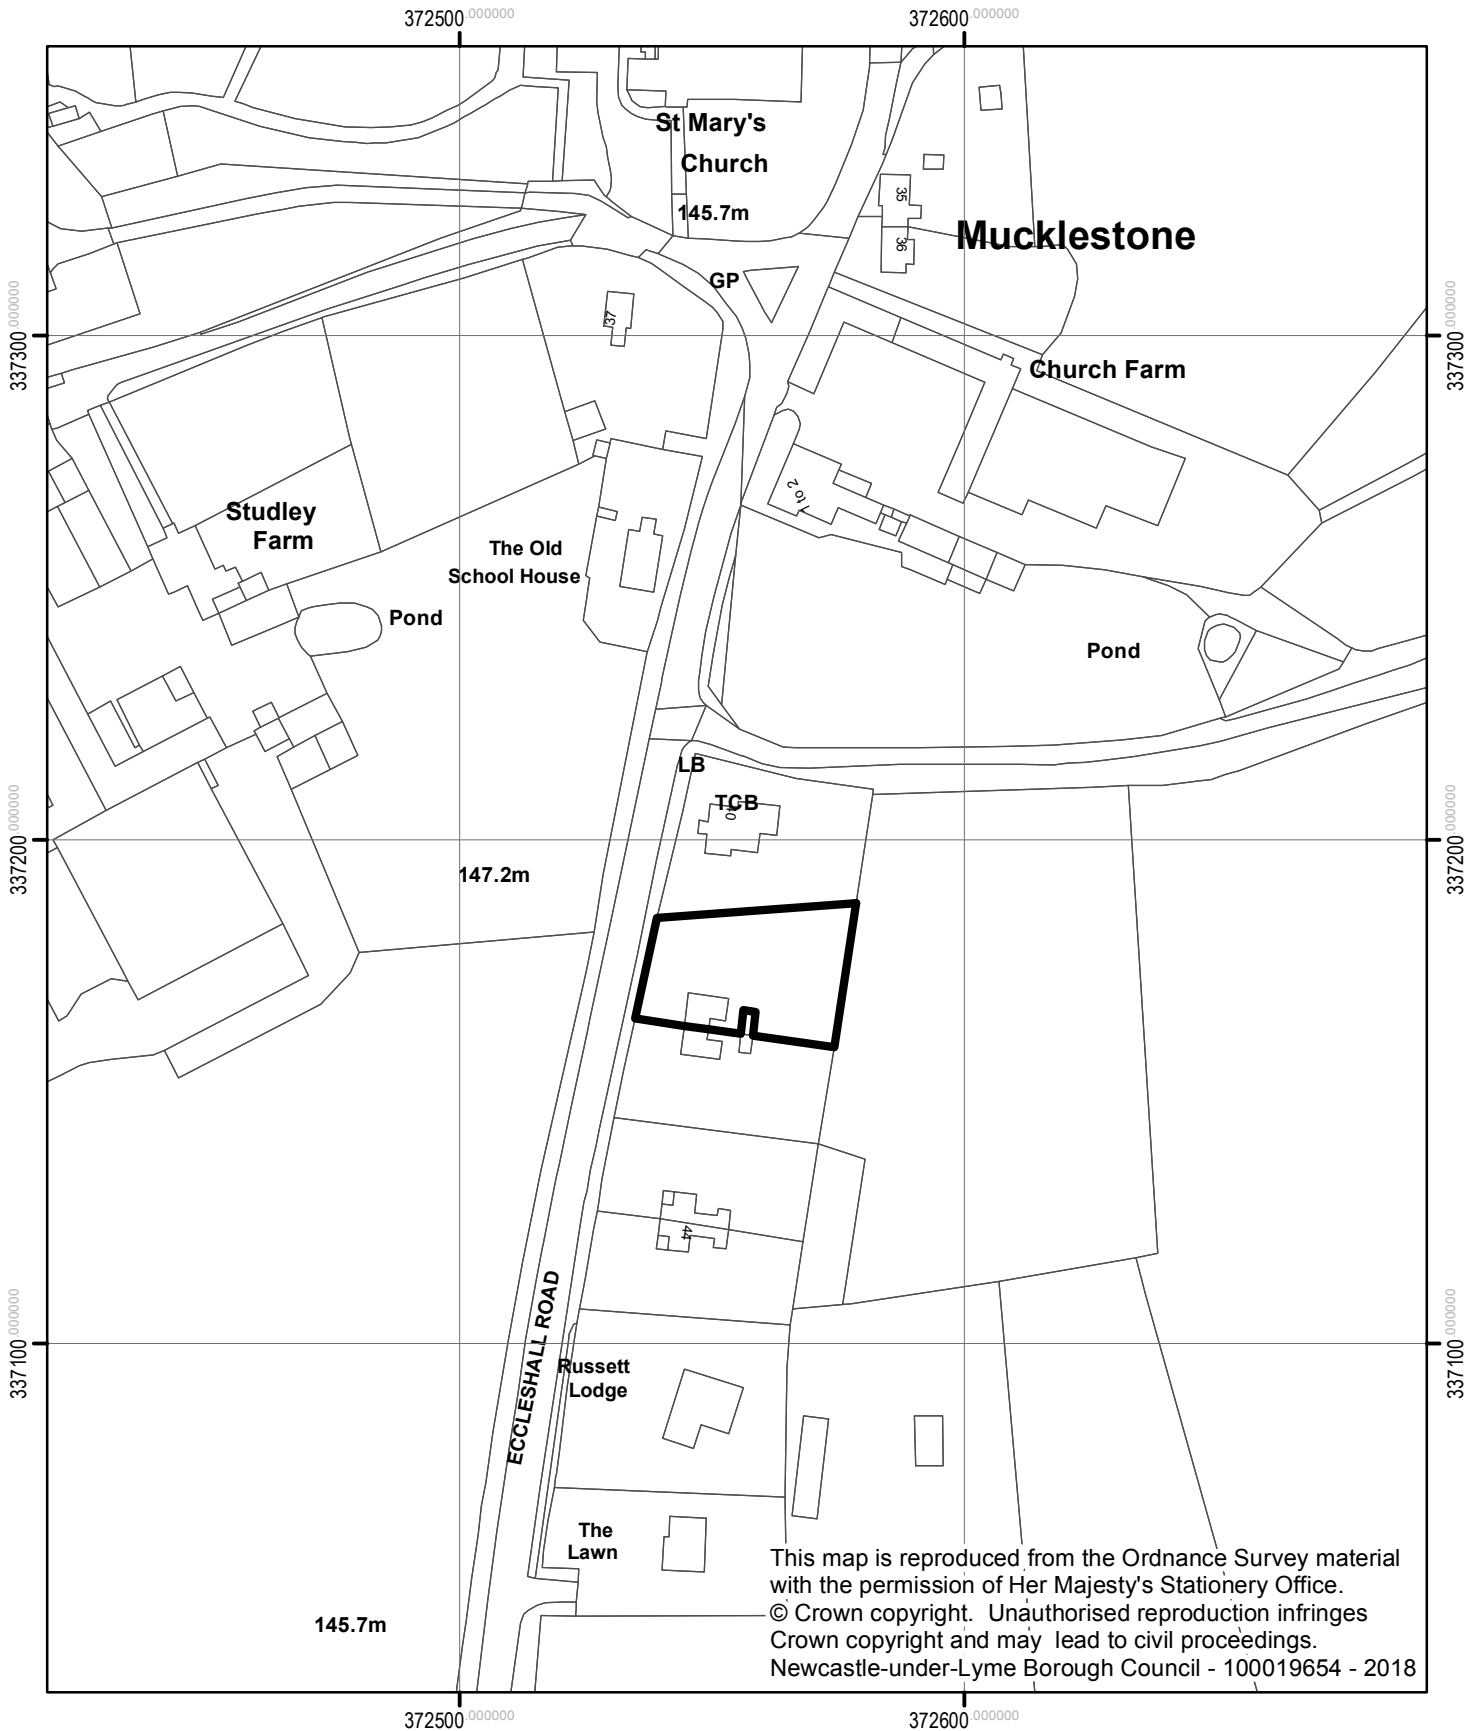 372500.000000
372600.000000
St Mary's
Church
145.7m
35
36
Mucklestone
GP
37
337300.000000
337300.000000
Church Farm
1 to 2
Studley
Farm
The Old
School House
Pond
Pond
LB
TCB
40
337200.000000
337200.000000
147.2m
44
ECCLESHALL ROAD
337100.000000
337100.000000
Russett
Lodge
The
Lawn
145.7m
This map is reproduced from the Ordnance Survey material
with the permission of Her Majesty's Stationery Office.
© Crown copyright. Unauthorised reproduction infringes
Crown copyright and may lead to civil proceedings.
Newcastle-under-Lyme Borough Council - 100019654 - 2018
372500.000000
372600.000000